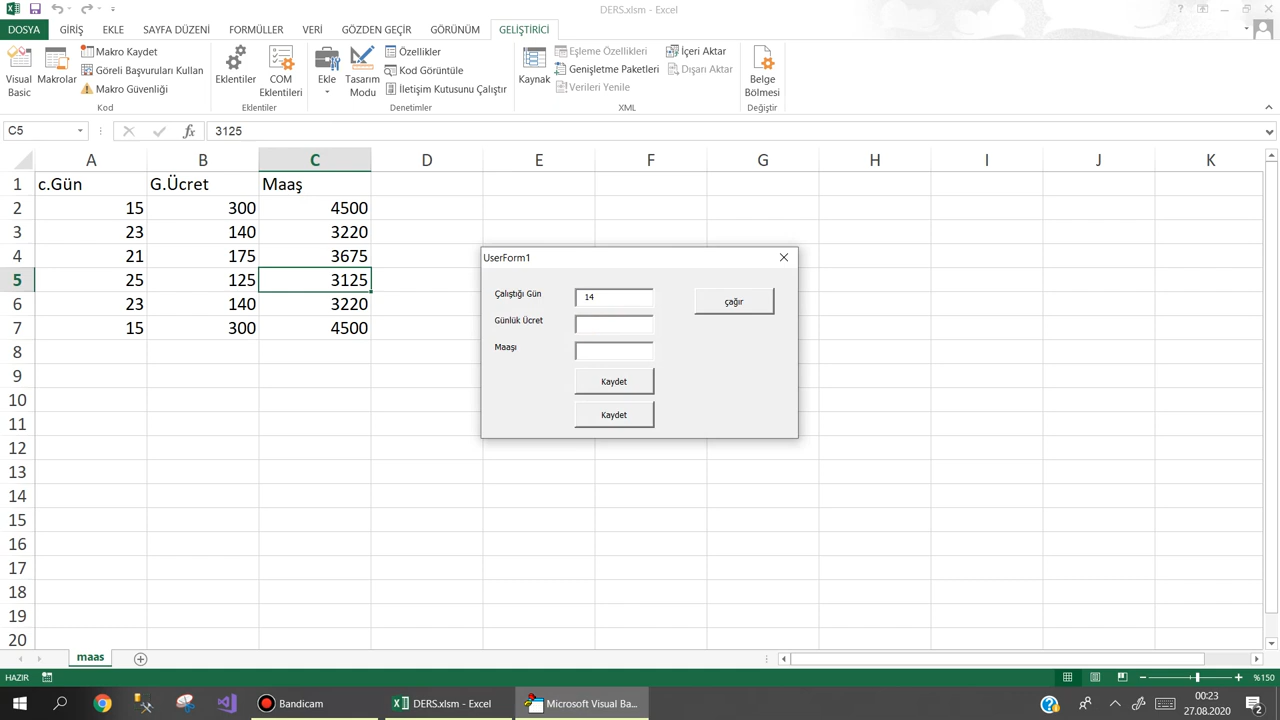 DERS.xlsm - Excel
DOSYA GİRİŞ EKLE SAYFA DÜZENİ FORMÜLLER VERİ GÖZDEN GEÇİR GÖRÜNÜM GELİŞTİRİCİ
Visual Basic
Makrolar
Makro Kaydet
Göreli Başvuruları Kullan
Makro Güvenliği
Kod
Eklentiler
COM Eklentileri
Eklentiler
Ekle
Tasarım Modu
Özellikler
Kod Görüntüle
İletişim Kutusunu Çalıştır
Denetimler
Kaynak
Eşleme Özellikleri
Genişletme Paketleri
Verileri Yenile
İçeri Aktar
Dışarı Aktar
XML
Belge Bölmesi
Değiştir
C5 fx 3125
A B C D E F G H I J K
1 c.Gün G.Ücret Maaş
2 15 300 4500
3 23 140 3220
4 21 175 3675
5 25 125 3125
6 23 140 3220
7 15 300 4500
8
9
10
11
12
13
14
15
16
17
18
19
20
UserForm1
Çalıştığı Gün 14 çağır
Günlük Ücret
Maaşı
Kaydet
Kaydet
maas
HAZIR %150
Bandicam DERS.xlsm - Excel Microsoft Visual Ba...
00:23
27.08.2020
2